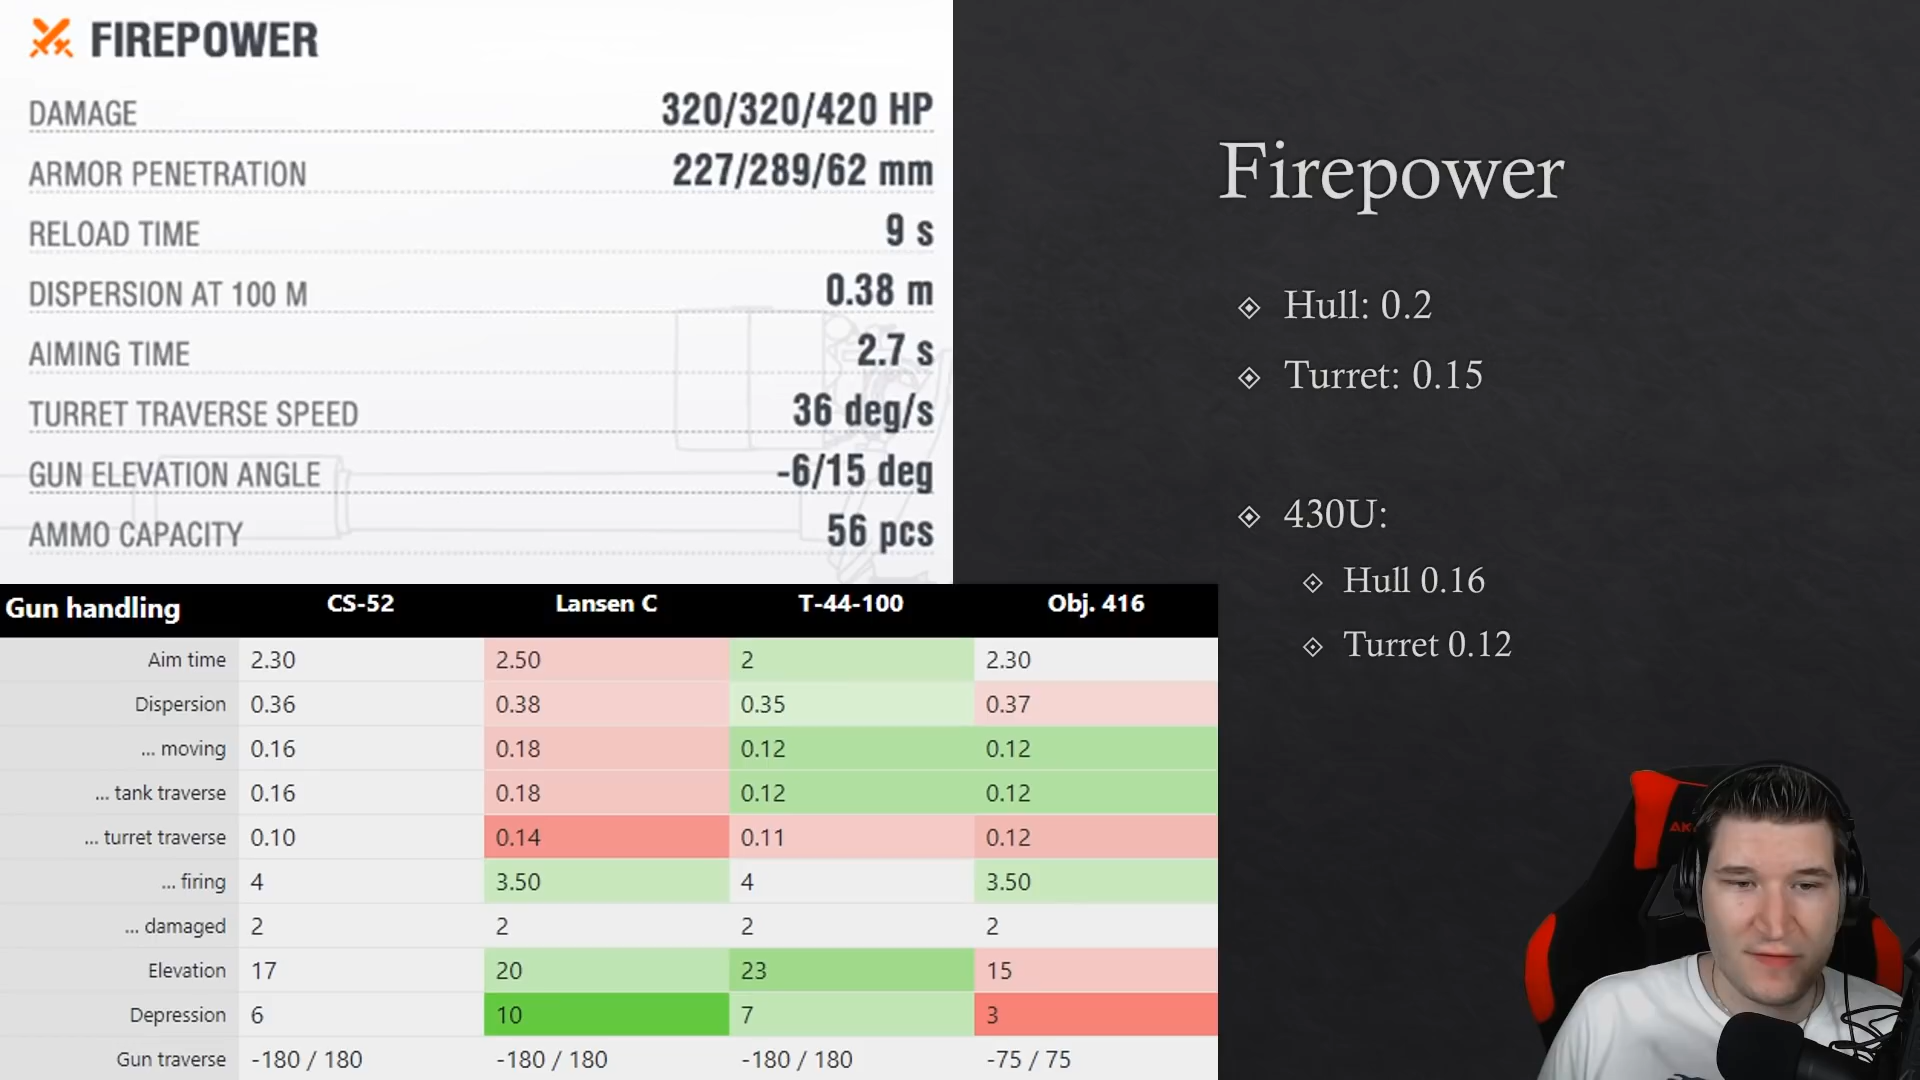 FIREPOWER
DAMAGE 320/320/420 HP
ARMOR PENETRATION 227/289/62 mm
RELOAD TIME 9 s
DISPERSION AT 100 M 0.38 m
AIMING TIME 2.7 s
TURRET TRAVERSE SPEED 36 deg/s
GUN ELEVATION ANGLE -6/15 deg
AMMO CAPACITY 56 pcs
Firepower
Hull: 0.2
Turret: 0.15
430U:
Hull 0.16
Turret 0.12
Gun handling CS-52 Lansen C T-44-100 Obj. 416
Aim time 2.30 2.50 2 2.30
Dispersion 0.36 0.38 0.35 0.37
... moving 0.16 0.18 0.12 0.12
... tank traverse 0.16 0.18 0.12 0.12
... turret traverse 0.10 0.14 0.11 0.12
... firing 4 3.50 4 3.50
... damaged 2 2 2 2
Elevation 17 20 23 15
Depression 6 10 7 3
Gun traverse -180 / 180 -180 / 180 -180 / 180 -75 / 75